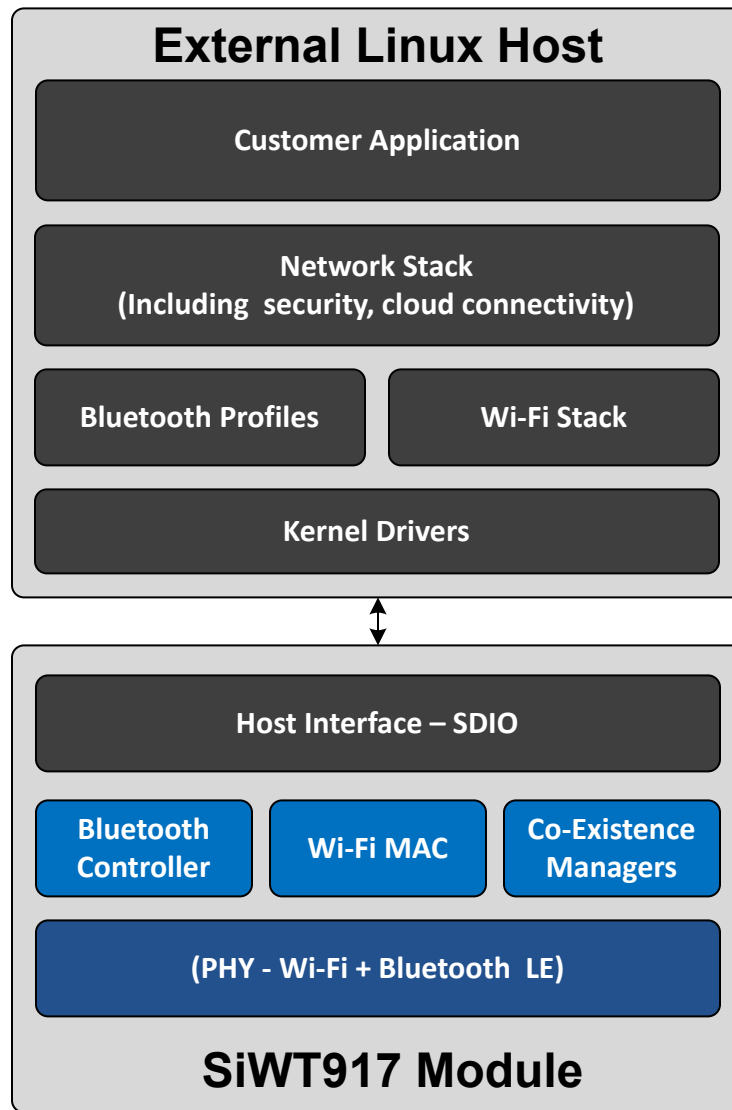 External Linux Host
Customer Application
Network Stack
(Including security, cloud connectivity)
Bluetooth Profiles
Wi-Fi Stack
Kernel Drivers
Host Interface – SDIO
Bluetooth
Controller
Wi-Fi MAC
Co-Existence
Managers
(PHY - Wi-Fi + Bluetooth LE)
SiWT917 Module